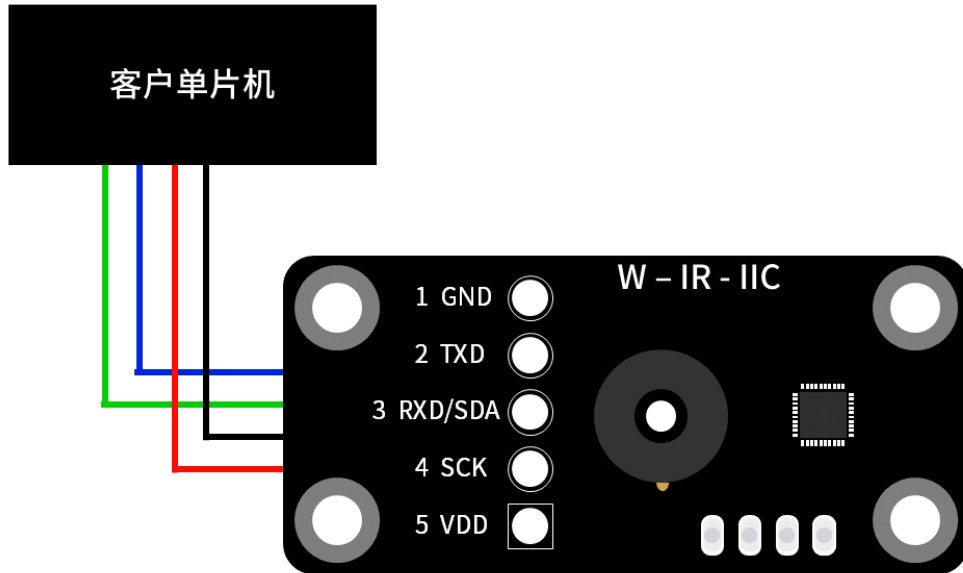 客户单片机
W – IR - IIC
1 GND
2 TXD
3 RXD/SDA
4 SCK
5 VDD